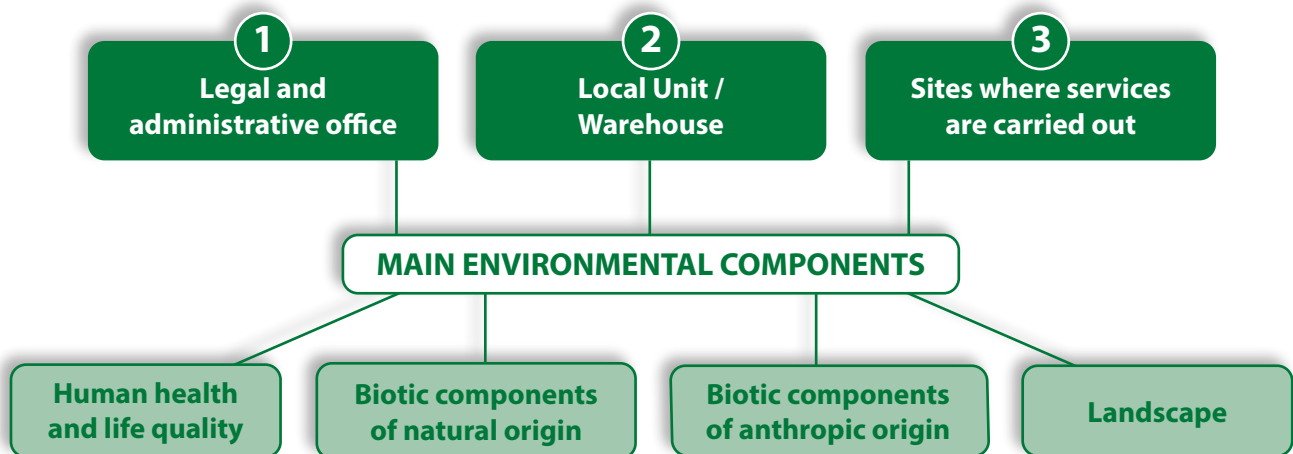 1
Legal and
administrative office
2
Local Unit /
Warehouse
3
Sites where services
are carried out
MAIN ENVIRONMENTAL COMPONENTS
Human health
and life quality
Biotic components
of natural origin
Biotic components
of anthropic origin
Landscape